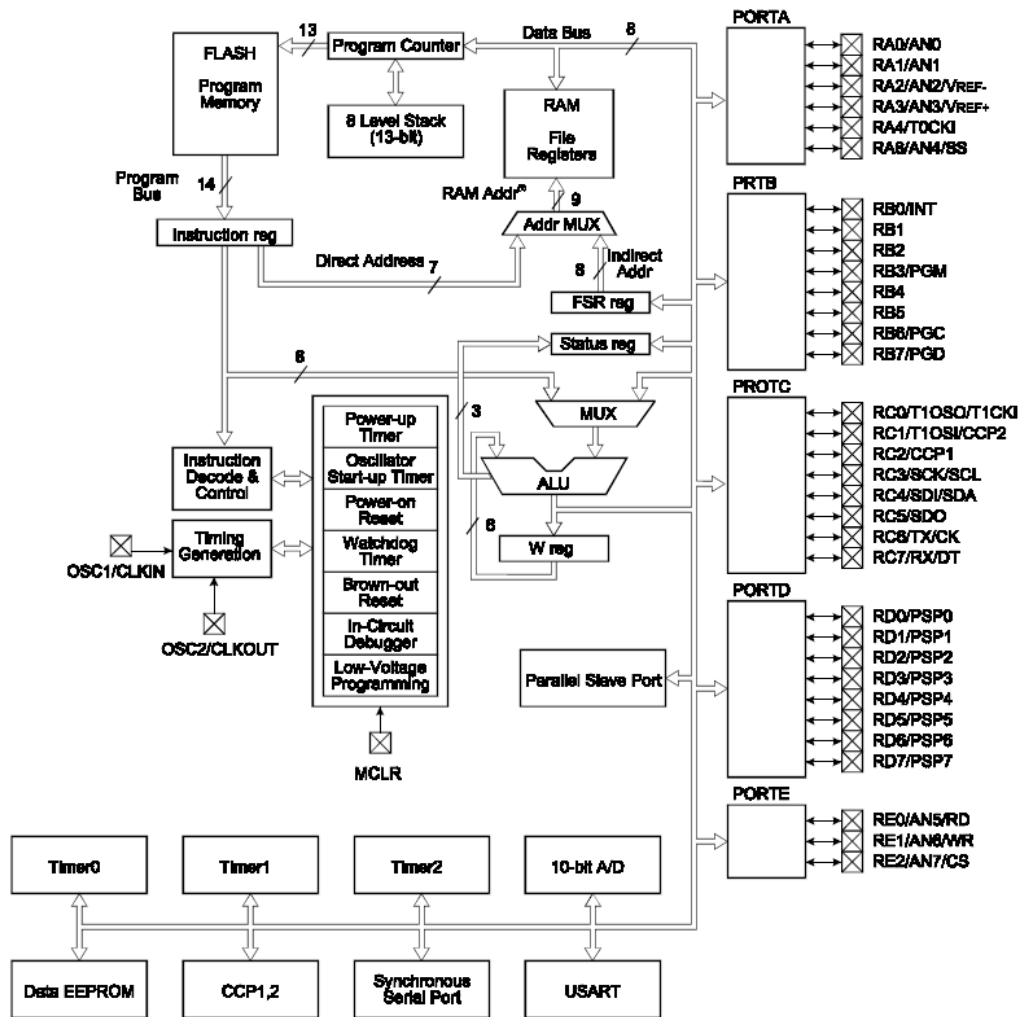 FLASH
Program
Memory
13
Program Counter
8 Level Stack
(13-bit)
Data Bus
8
RAM
File
Registers
Program
Bus
14
RAM Addr
9
Addr MUX
Instruction reg
Direct Address
7
8
Indirect
Addr
FSR reg
Status reg
8
3
MUX
ALU
8
W reg
Power-up
Timer
Oscillator
Start-up Timer
Power-on
Reset
Watchdog
Timer
Brown-out
Reset
In-Circuit
Debugger
Low-Voltage
Programming
Instruction
Decode &
Control
Timing
Generation
OSC1/CLKIN
OSC2/CLKOUT
MCLR
Parallel Slave Port
PORTA
RA0/AN0
RA1/AN1
RA2/AN2/VREF-
RA3/AN3/VREF+
RA4/T0CKI
RA6/AN4/SS
PRTB
RB0/INT
RB1
RB2
RB3/PGM
RB4
RB5
RB6/PGC
RB7/PGD
PROTC
RC0/T1OSO/T1CKI
RC1/T1OSI/CCP2
RC2/CCP1
RC3/SCK/SCL
RC4/SDI/SDA
RC5/SDO
RC6/TX/CK
RC7/RX/DT
PORTD
RD0/PSP0
RD1/PSP1
RD2/PSP2
RD3/PSP3
RD4/PSP4
RD5/PSP5
RD6/PSP6
RD7/PSP7
PORTE
RE0/AN5/RD
RE1/AN6/WR
RE2/AN7/CS
Timer0
Timer1
Timer2
10-bit A/D
Data EEPROM
CCP1,2
Synchronous
Serial Port
USART